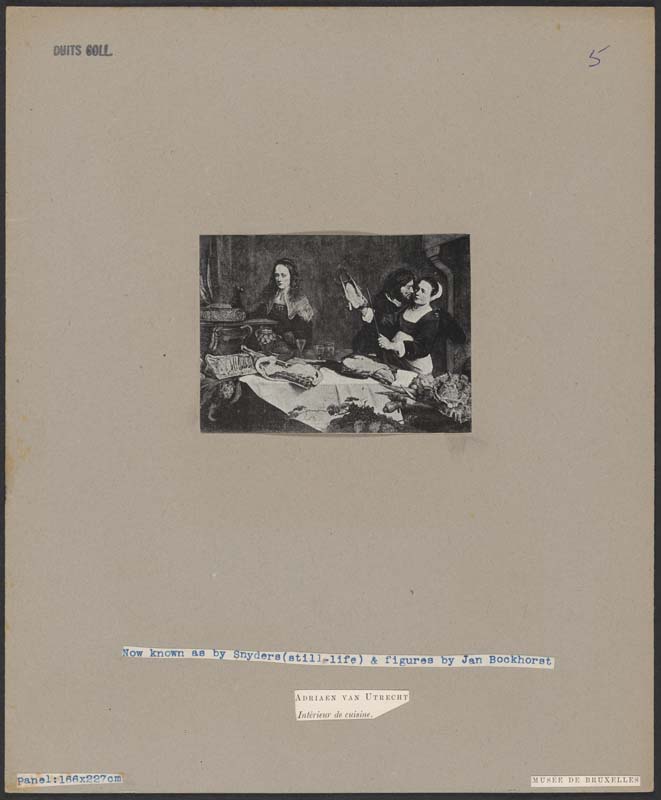 DUITS COLL.
5
Now known as by Snyders(still-life) & figures by Jan Bockhorst
ADRIAEN VAN UTRECHT
Intérieur de cuisine.
panel:166x227cm
MUSÉE DE BRUXELLES